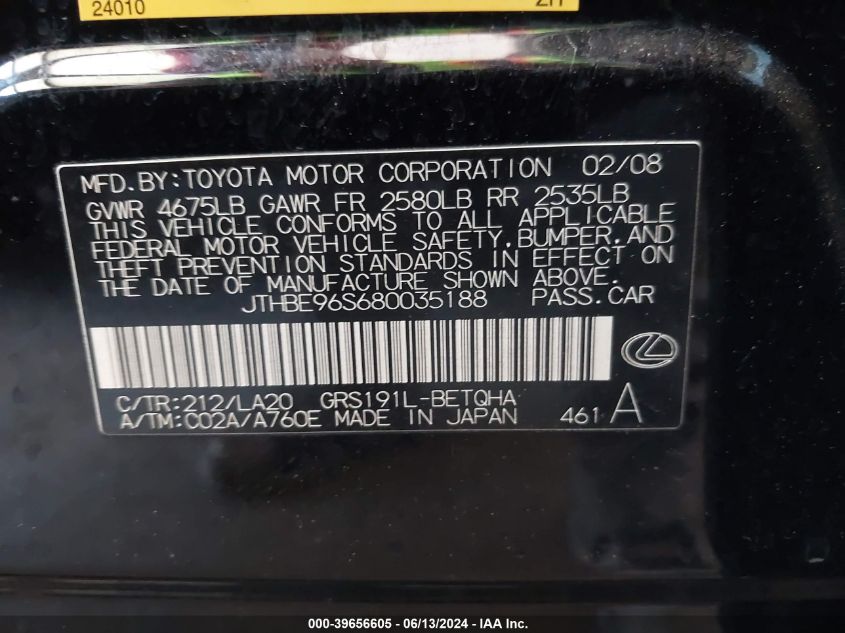 24010 ZH
MFD.BY:TOYOTA MOTOR CORPORATION 02/08
GVWR 4675LB GAWR FR 2580LB RR 2535LB
THIS VEHICLE CONFORMS TO ALL APPLICABLE
FEDERAL MOTOR VEHICLE SAFETY,BUMPER,AND
THEFT PREVENTION STANDARDS IN EFFECT ON
THE DATE OF MANUFACTURE SHOWN ABOVE.
JTHBE96S680035188 PASS.CAR
C/TR:212/LA20 GRS191L-BETQHA
A/TM:C02A/A760E MADE IN JAPAN 461 A
000-39656605 - 06/13/2024 - IAA Inc.